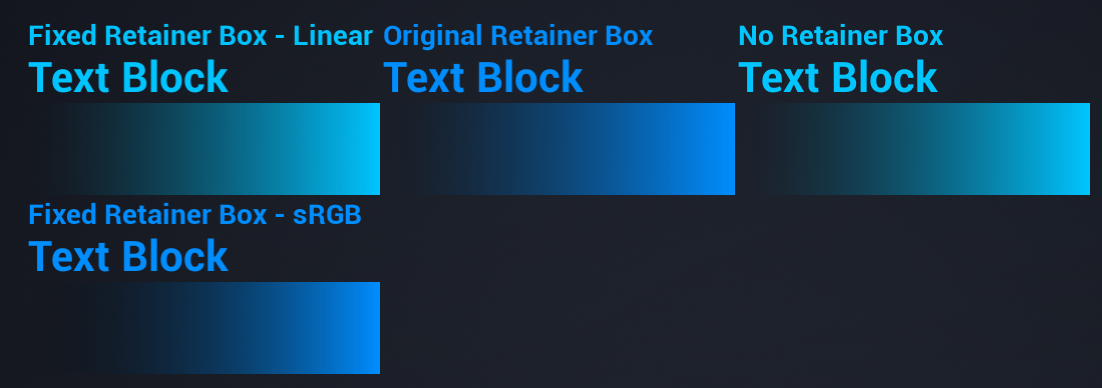 Fixed Retainer Box - Linear
Text Block
Original Retainer Box
Text Block
No Retainer Box
Text Block
Fixed Retainer Box - sRGB
Text Block